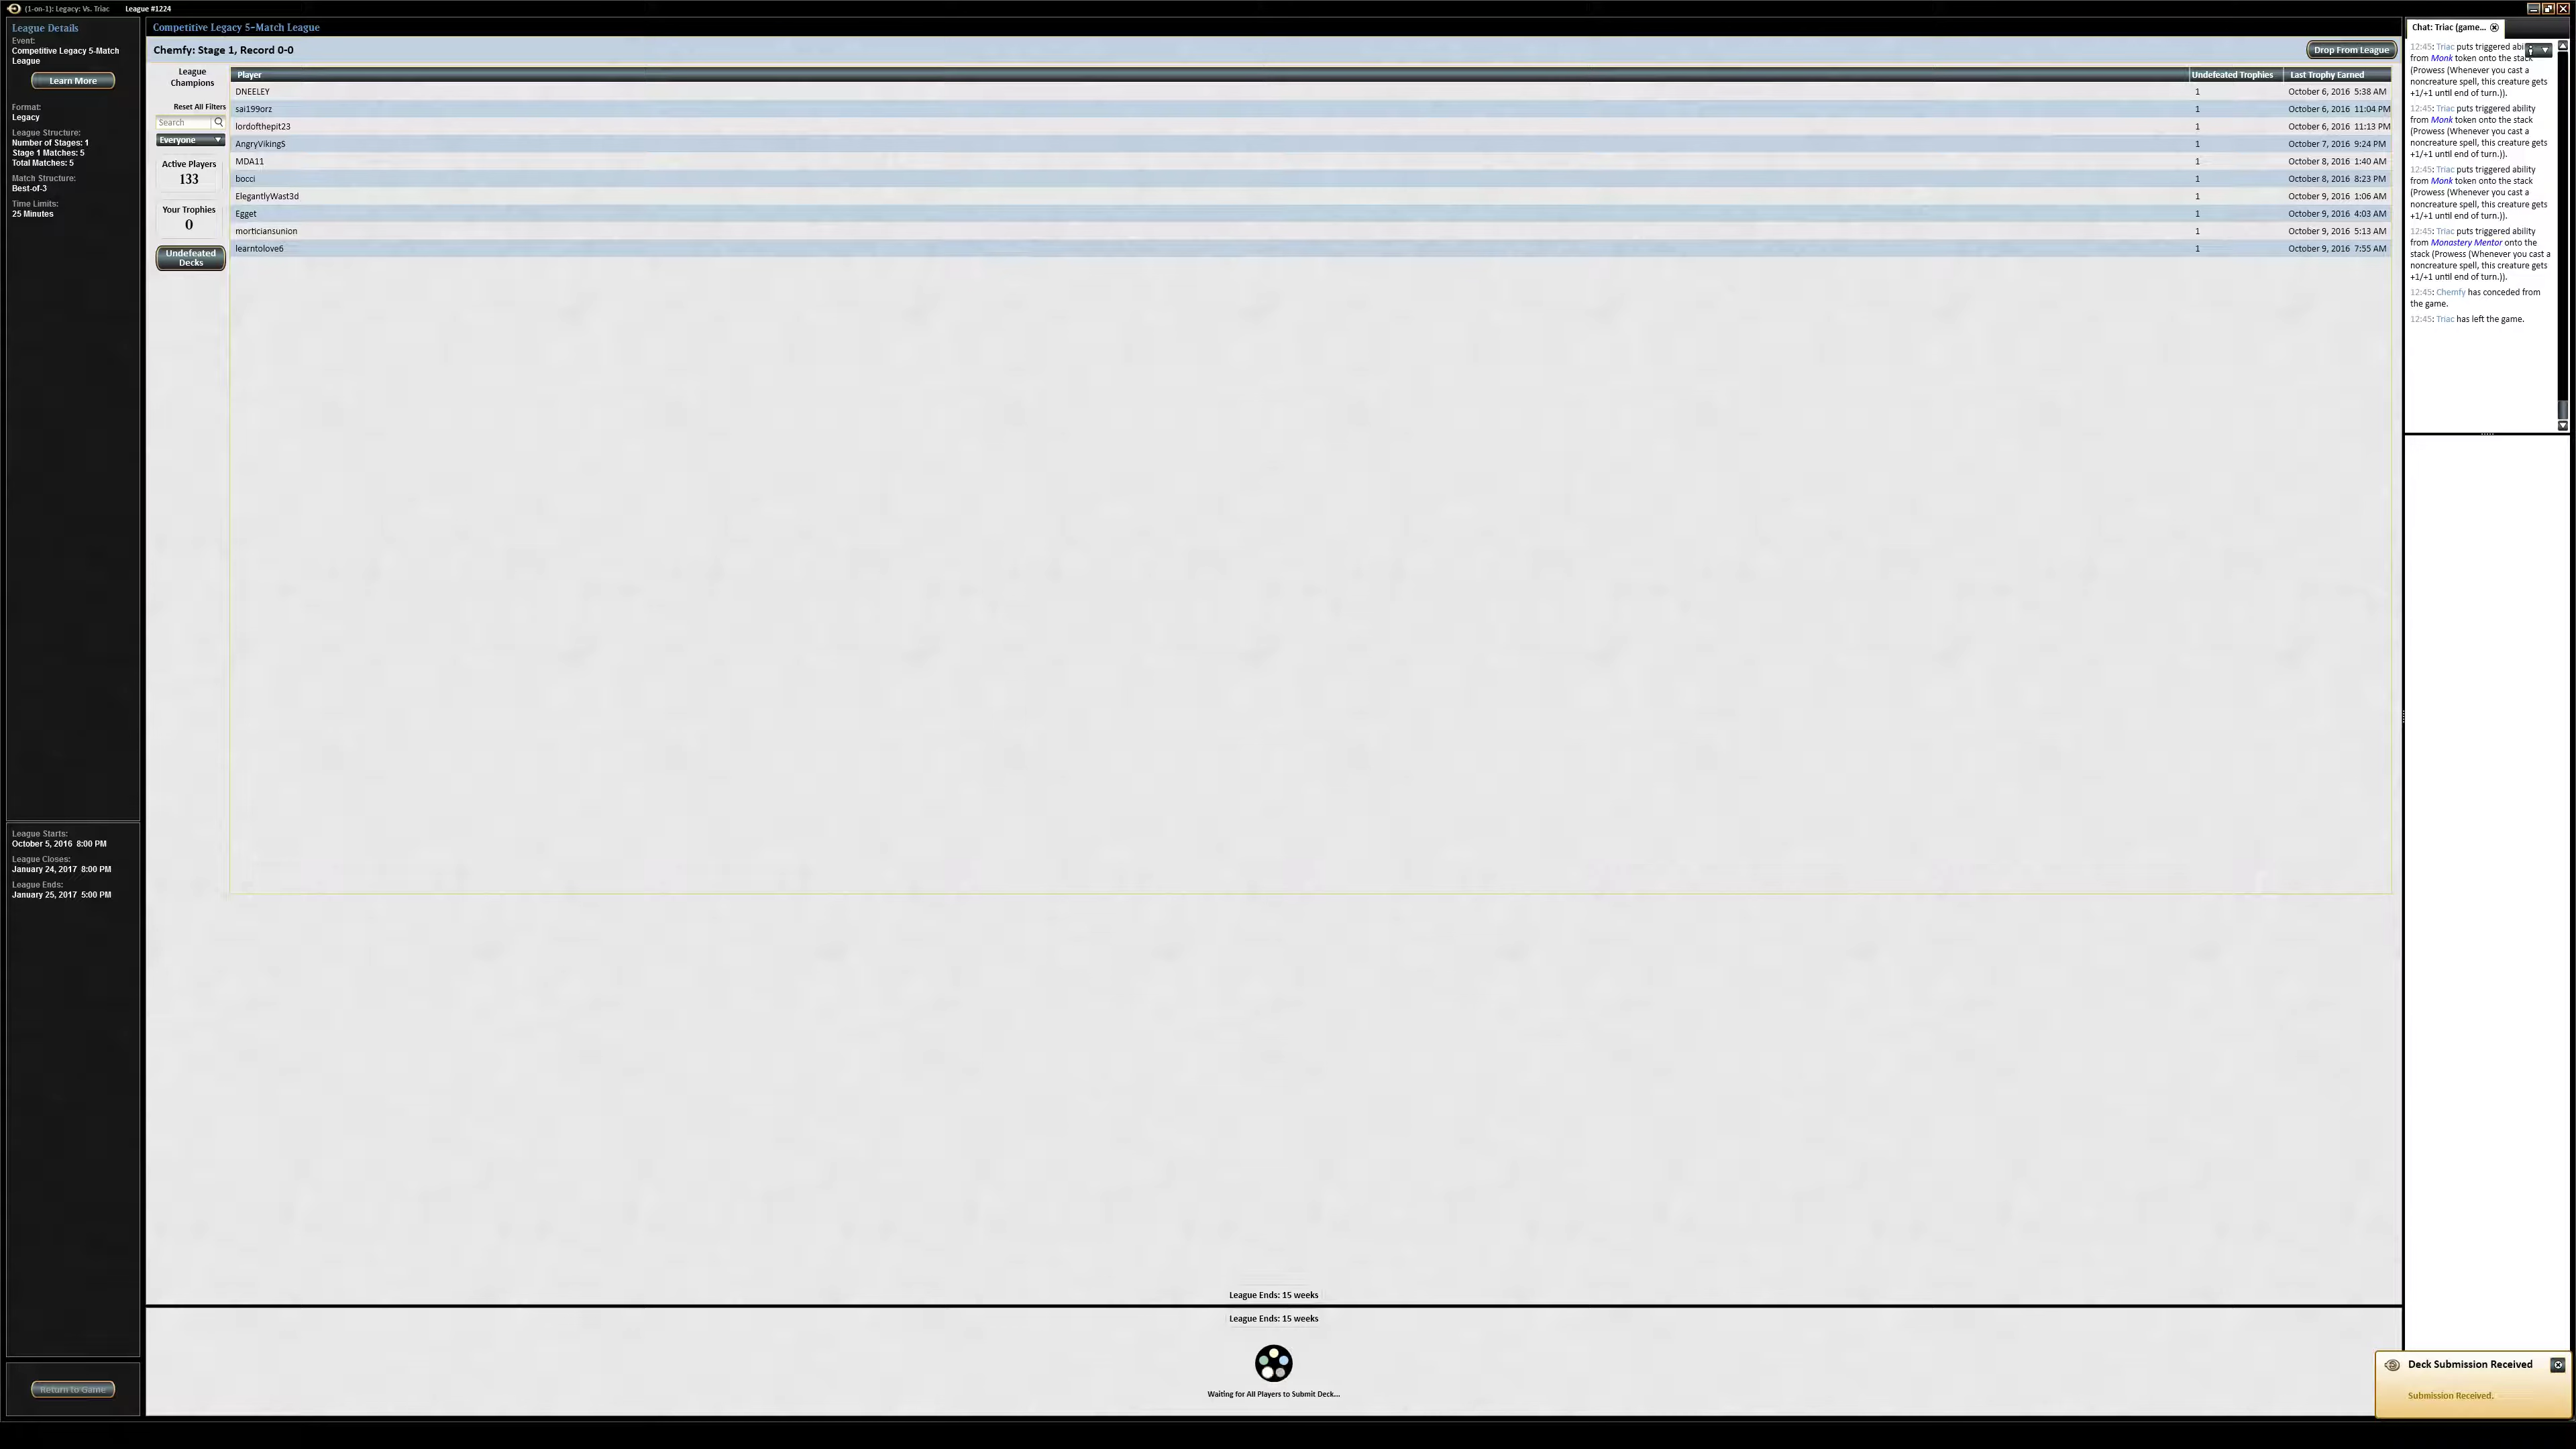 (1-on-1): Legacy: Vs. Triac League #1224
League Details
Event:
Competitive Legacy 5-Match
League
Learn More
Format:
Legacy
League Structure:
Number of Stages: 1
Stage 1 Matches: 5
Total Matches: 5
Match Structure:
Best-of-3
Time Limits:
25 Minutes
League Starts:
October 5, 2016 8:00 PM
League Closes:
January 24, 2017 8:00 PM
League Ends:
January 25, 2017 5:00 PM
Return to Game
Competitive Legacy 5-Match League
Chemfy: Stage 1, Record 0-0
Drop From League
League
Champions
Reset All Filters
Search
Everyone
Active Players
133
Your Trophies
0
Undefeated
Decks
Player Undefeated Trophies Last Trophy Earned
DNEELEY 1 October 6, 2016 5:38 AM
sai199orz 1 October 6, 2016 11:04 PM
lordofthepit23 1 October 6, 2016 11:13 PM
AngryVikingS 1 October 7, 2016 9:24 PM
MDA11 1 October 8, 2016 1:40 AM
bocci 1 October 8, 2016 8:23 PM
ElegantlyWast3d 1 October 9, 2016 1:06 AM
Egget 1 October 9, 2016 4:03 AM
morticiansunion 1 October 9, 2016 5:13 AM
learntolove6 1 October 9, 2016 7:55 AM
League Ends: 15 weeks
League Ends: 15 weeks
Waiting for All Players to Submit Deck...
Chat: Triac (game...
12:45: Triac puts triggered abi
from Monk token onto the stack
(Prowess (Whenever you cast a
noncreature spell, this creature gets
+1/+1 until end of turn.)).
12:45: Triac puts triggered ability
from Monk token onto the stack
(Prowess (Whenever you cast a
noncreature spell, this creature gets
+1/+1 until end of turn.)).
12:45: Triac puts triggered ability
from Monk token onto the stack
(Prowess (Whenever you cast a
noncreature spell, this creature gets
+1/+1 until end of turn.)).
12:45: Triac puts triggered ability
from Monastery Mentor onto the
stack (Prowess (Whenever you cast a
noncreature spell, this creature gets
+1/+1 until end of turn.)).
12:45: Chemfy has conceded from
the game.
12:45: Triac has left the game.
Deck Submission Received
Submission Received.